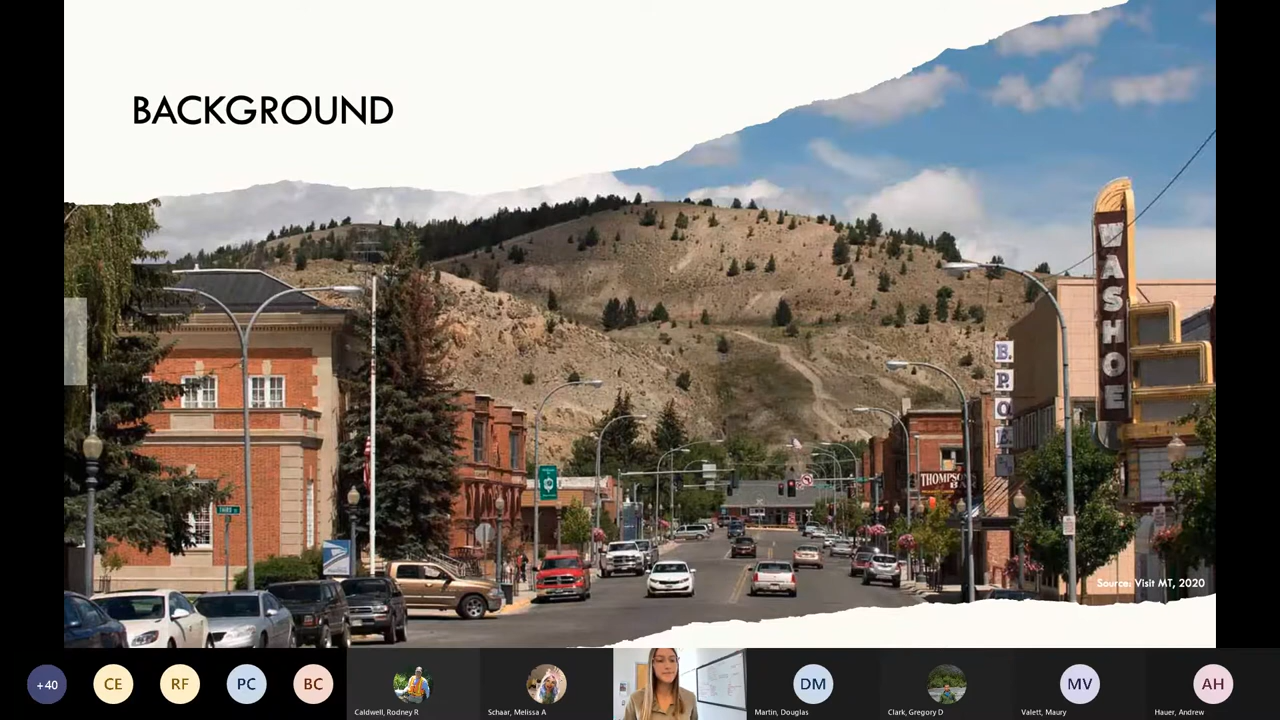 BACKGROUND
WASHOE
B.
P.
O.
E.
THIRD
THOMPSON
Source: Visit MT, 2020
+40
CE
RF
PC
BC
DM
MV
AH
Caldwell, Rodney R
Schaar, Melissa A
Martin, Douglas
Clark, Gregory D
Valett, Maury
Hauer, Andrew